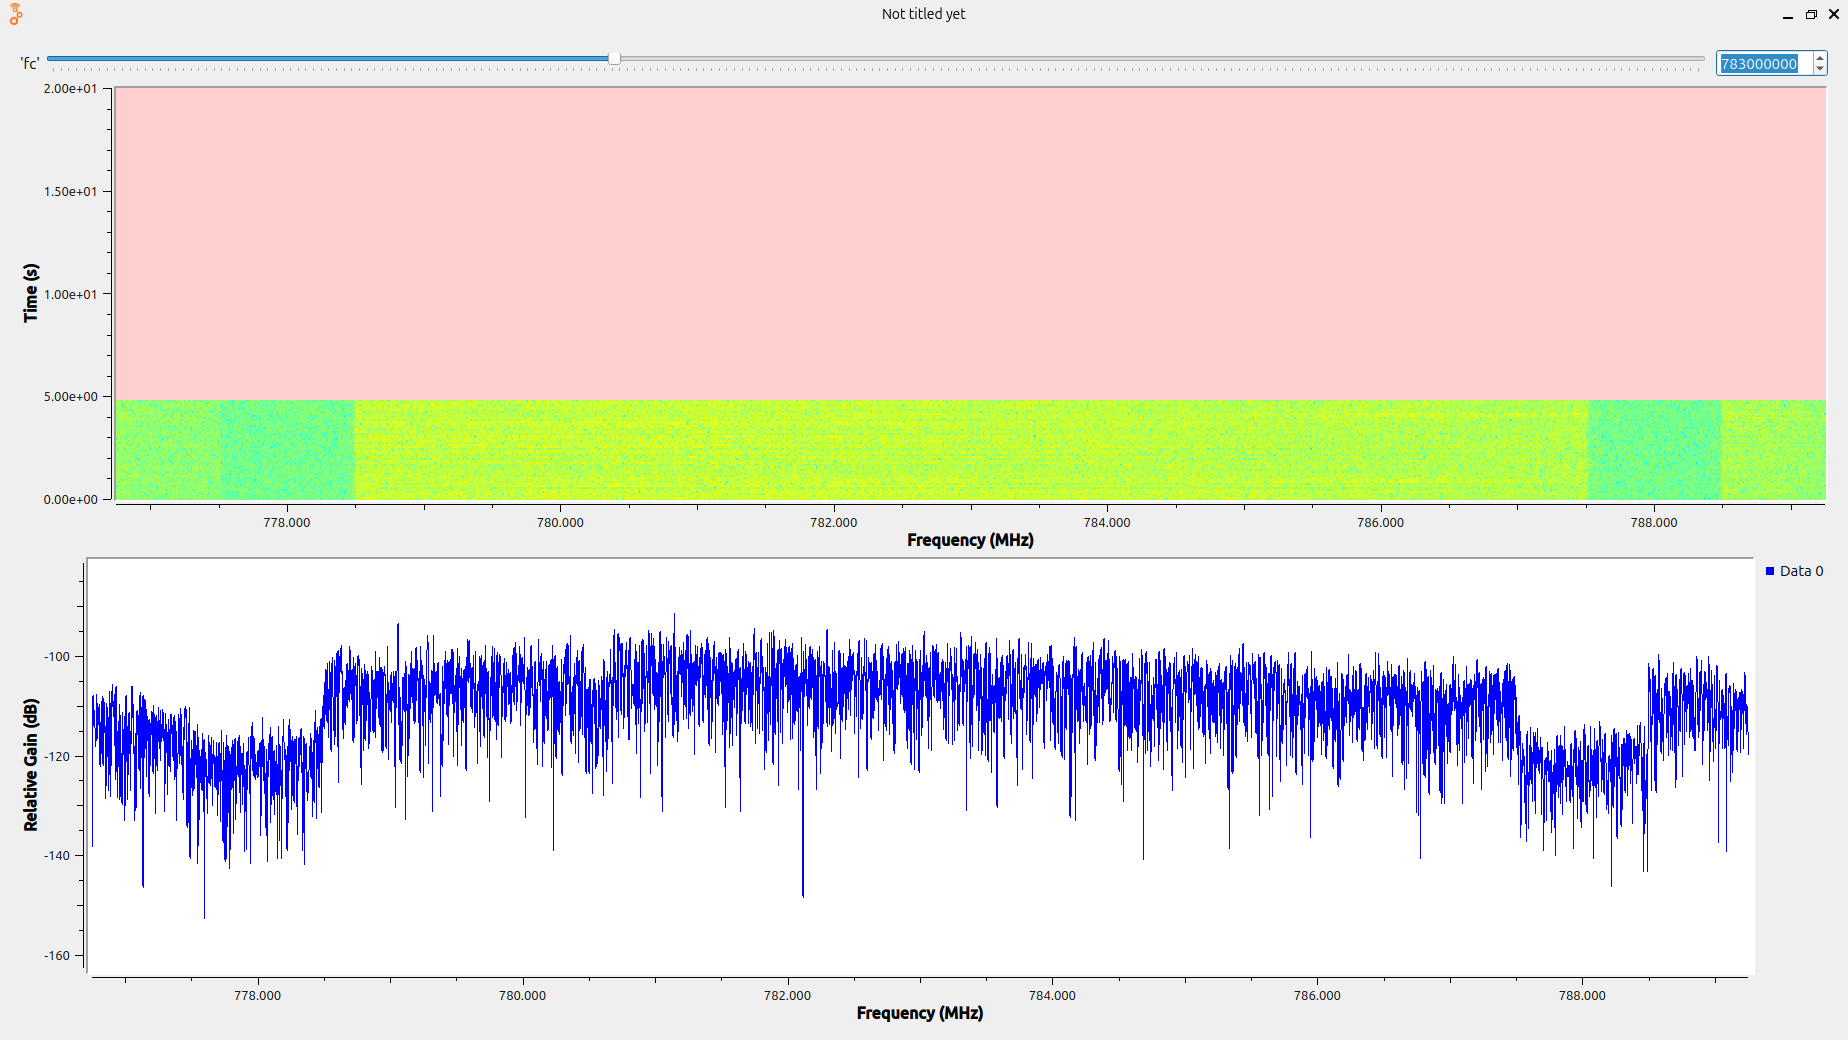 Not titled yet
'fc'
783000000
2.00e+01
1.50e+01
1.00e+01
5.00e+00
0.00e+00
Time (s)
778.000 780.000 782.000 784.000 786.000 788.000
Frequency (MHz)
Data 0
-100
-120
-140
-160
Relative Gain (dB)
778.000 780.000 782.000 784.000 786.000 788.000
Frequency (MHz)